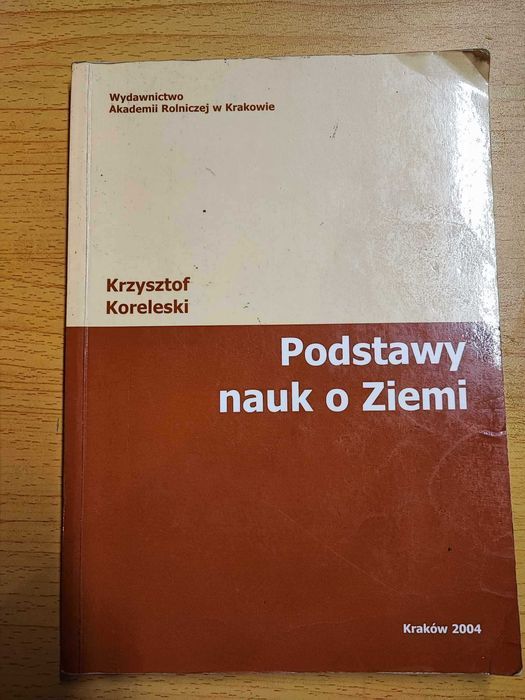 Wydawnictwo
Akademii Rolniczej w Krakowie
Krzysztof
Koreleski
Podstawy
nauk o Ziemi
Kraków 2004